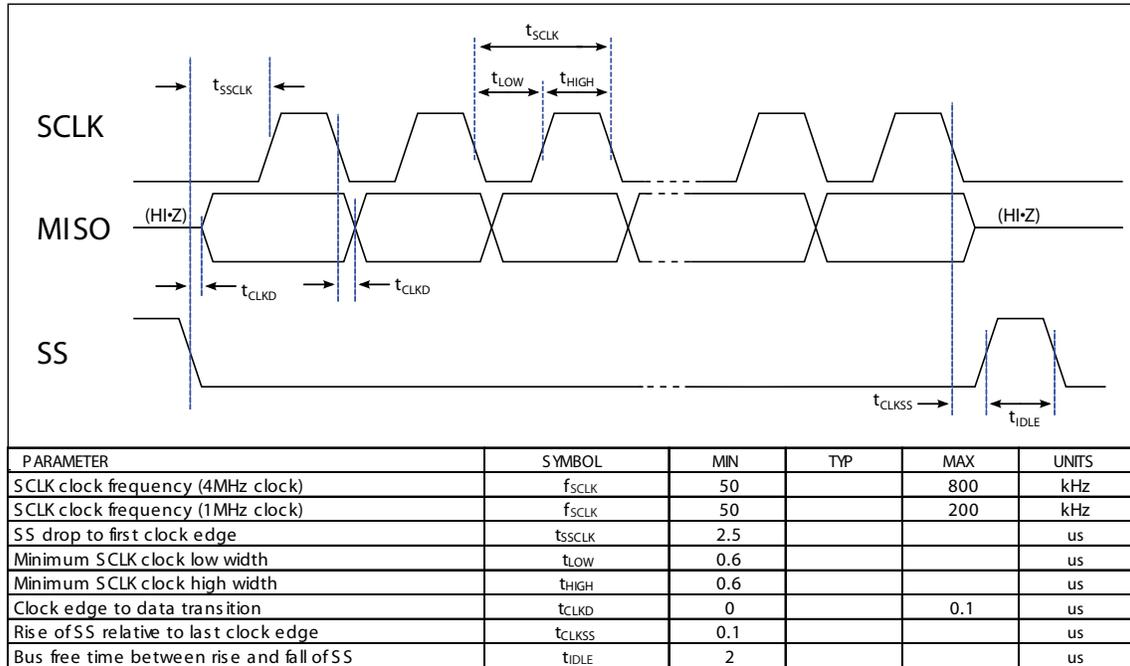 tSCLK
tLOW tHIGH
tSSCLK
SCLK
(HI•Z) (HI•Z)
MISO
tCLKD tCLKD
SS
tCLKSS
tIDLE
PARAMETER SYMBOL MIN TYP MAX UNITS
SCLK clock frequency (4MHz clock) fSCLK 50 800 kHz
SCLK clock frequency (1MHz clock) fSCLK 50 200 kHz
SS drop to first clock edge tSSCLK 2.5 us
Minimum SCLK clock low width tLOW 0.6 us
Minimum SCLK clock high width tHIGH 0.6 us
Clock edge to data transition tCLKD 0 0.1 us
Rise of SS relative to last clock edge tCLKSS 0.1 us
Bus free time between rise and fall of SS tIDLE 2 us